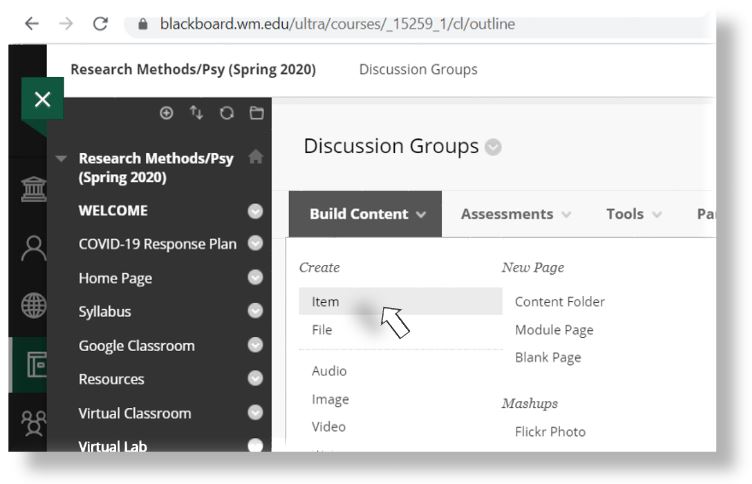 blackboard.wm.edu/ultra/courses/_15259_1/cl/outline
Research Methods/Psy (Spring 2020) Discussion Groups
Research Methods/Psy
(Spring 2020)
WELCOME
COVID-19 Response Plan
Home Page
Syllabus
Google Classroom
Resources
Virtual Classroom
Virtual Lab
Discussion Groups
Build Content Assessments Tools
Create
Item
File
Audio
Image
Video
New Page
Content Folder
Module Page
Blank Page
Mashups
Flickr Photo